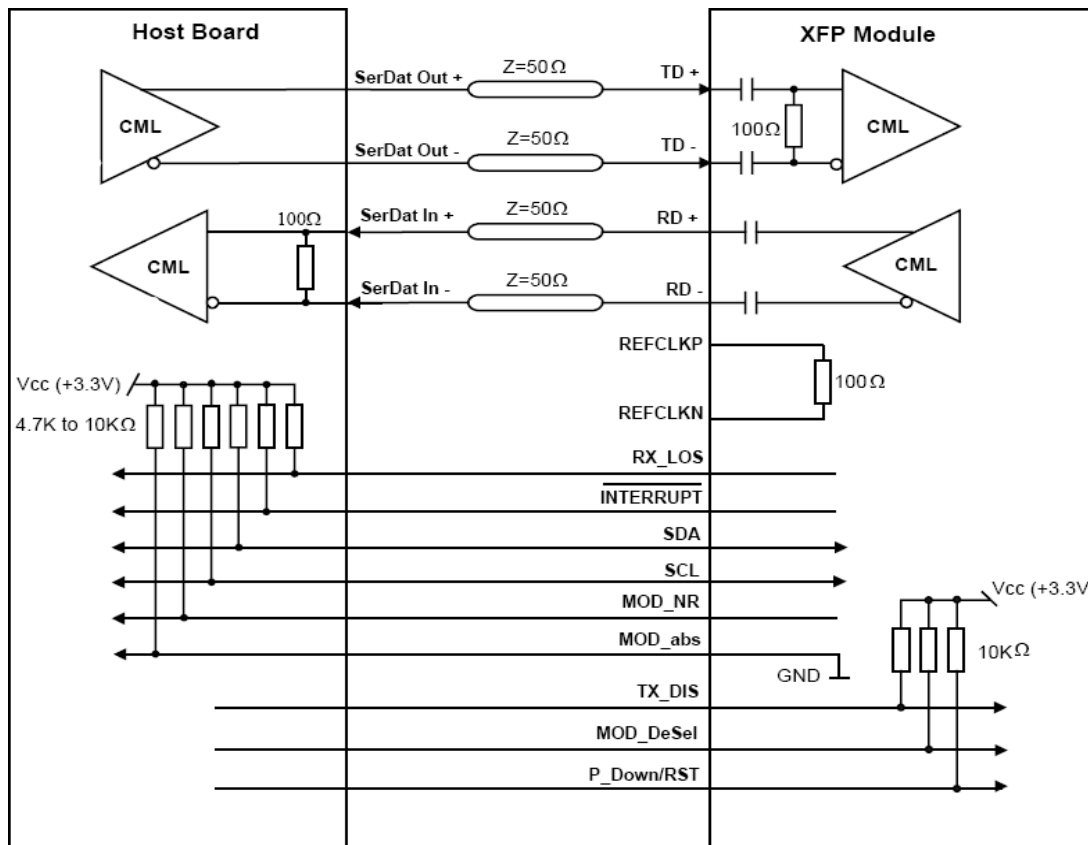 Host Board
XFP Module
SerDat Out +
Z=50Ω
TD +
CML
100Ω
CML
SerDat Out -
Z=50Ω
TD -
SerDat In +
Z=50Ω
RD +
100Ω
CML
CML
SerDat In -
Z=50Ω
RD -
REFCLKP
100Ω
REFCLKN
Vcc (+3.3V)
4.7K to 10KΩ
RX_LOS
INTERRUPT
SDA
SCL
Vcc (+3.3V
MOD_NR
MOD_abs
10KΩ
GND
TX_DIS
MOD_DeSel
P_Down/RST